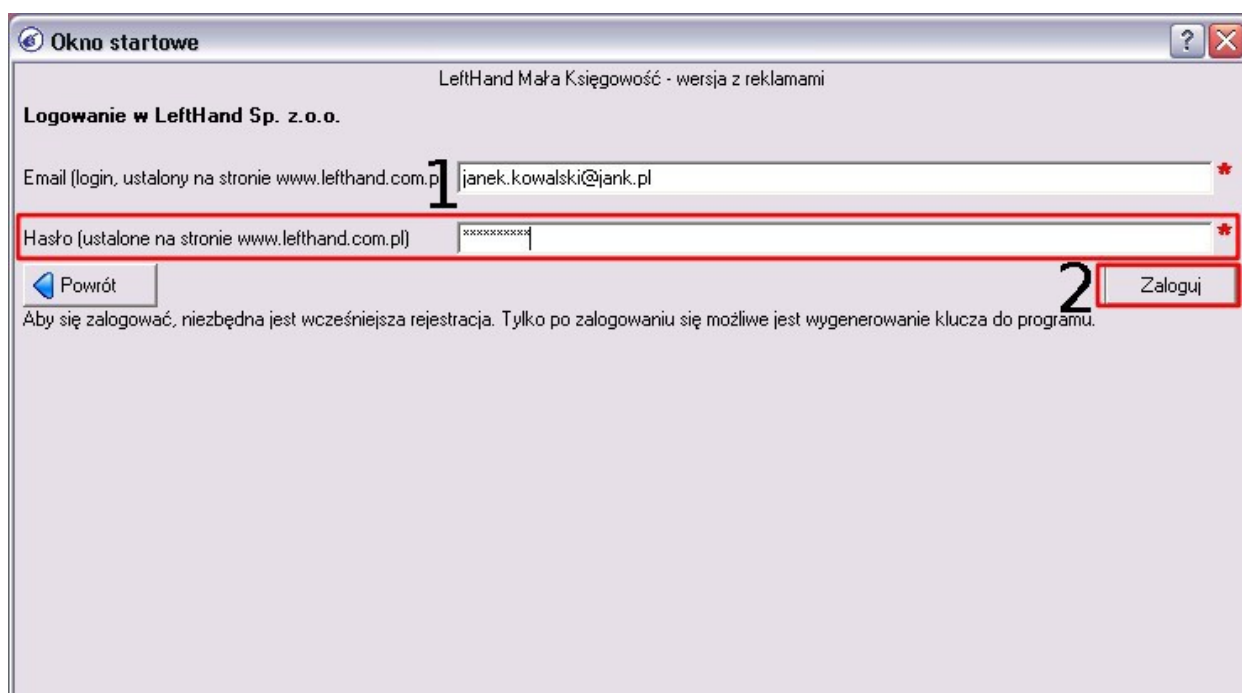 Okno startowe
LeftHand Mała Księgowość - wersja z reklamami
Logowanie w LeftHand Sp. z.o.o.
Email (login, ustalony na stronie www.lefthand.com.p 1 janek.kowalski@jank.pl *
Hasło (ustalone na stronie www.lefthand.com.pl) xxxxxxxxxx *
Powrót 2 Zaloguj
Aby się zalogować, niezbędna jest wcześniejsza rejestracja. Tylko po zalogowaniu się możliwe jest wygenerowanie klucza do programu.